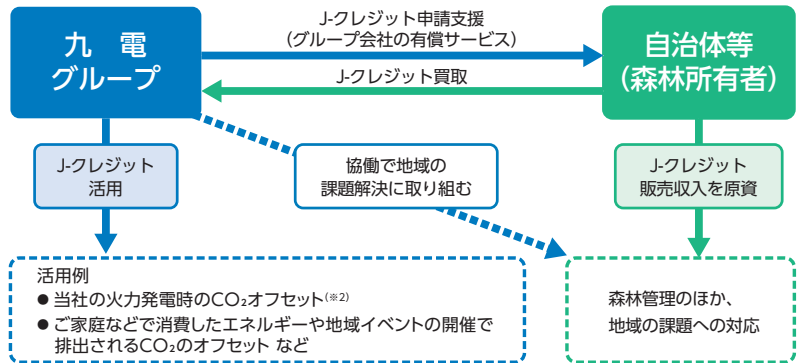 九　電
グループ
J-クレジット申請支援
（グループ会社の有償サービス）
J-クレジット買取
自治体等
（森林所有者）
J-クレジット
活用
協働で地域の
課題解決に取り組む
J-クレジット
販売収入を原資
活用例
● 当社の火力発電時のCO₂オフセット(※2)
● ご家庭などで消費したエネルギーや地域イベントの開催で
排出されるCO₂のオフセット など
森林管理のほか、
地域の課題への対応